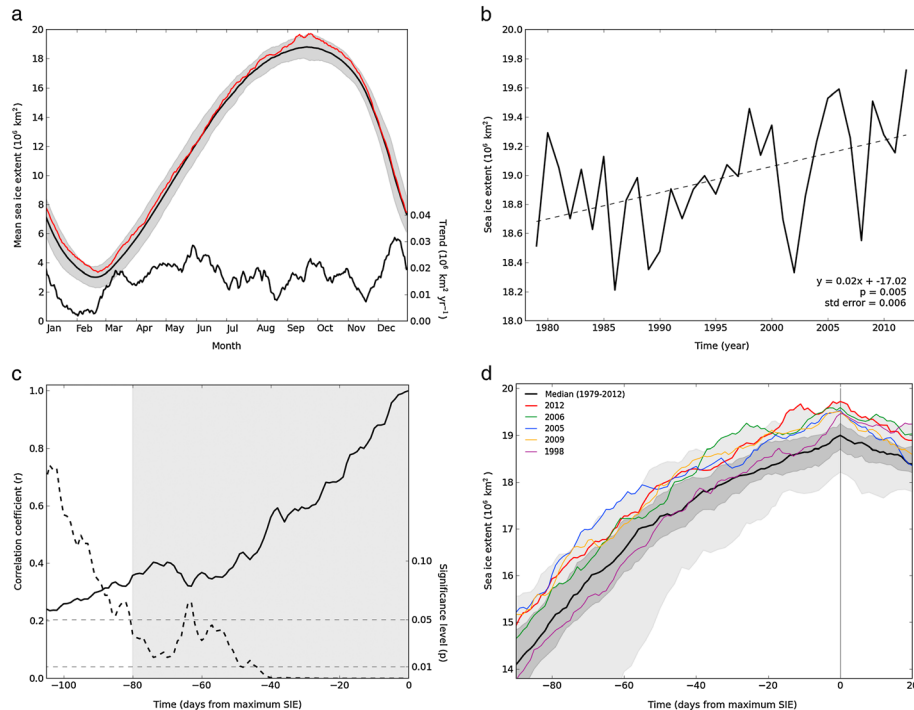 a
20
18
16
14
12
10
8
6
4
2
0
Mean sea ice extent (10⁶ km²)
0.04
0.03
0.02
0.01
0.00
Trend (10⁶ km² yr⁻¹)
Jan Feb Mar Apr May Jun Jul Aug Sep Oct Nov Dec
Month
b
20.0
19.8
19.6
19.4
19.2
19.0
18.8
18.6
18.4
18.2
18.0
Sea ice extent (10⁶ km²)
y = 0.02x + -17.02
p = 0.005
std error = 0.006
1980 1985 1990 1995 2000 2005 2010
Time (year)
c
1.0
0.8
0.6
0.4
0.2
0.0
Correlation coefficient (r)
0.10
0.05
0.01
Significance level (p)
−100 −80 −60 −40 −20 0
Time (days from maximum SIE)
d
20
19
18
17
16
15
14
Sea ice extent (10⁶ km²)
Median (1979-2012)
2012
2006
2005
2009
1998
−80 −60 −40 −20 0 20
Time (days from maximum SIE)